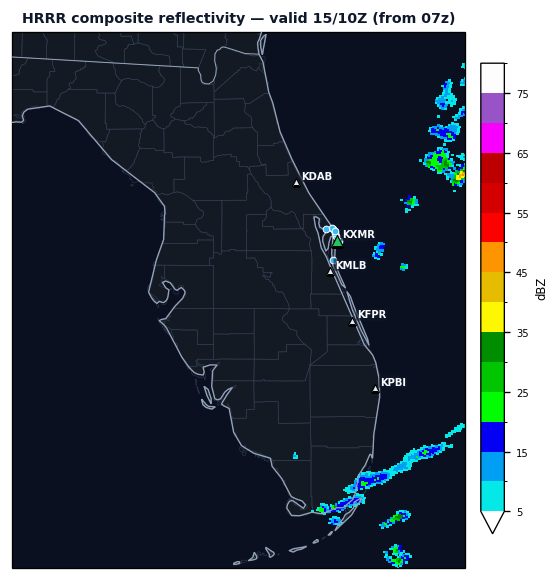 HRRR composite reflectivity — valid 15/10Z (from 07z)
75
KDAB
65
55
KXMR
KMLB
45
dBZ
KFPR
35
KPBI
25
15
5